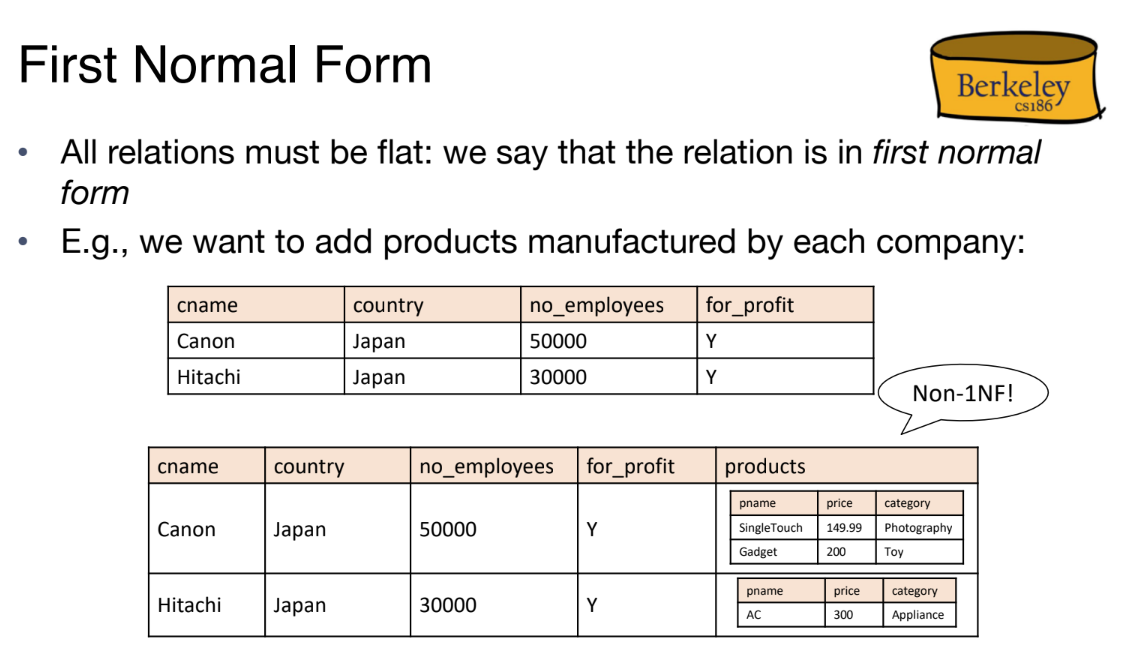 First Normal Form
Berkeley
cs186
• All relations must be flat: we say that the relation is in first normal
form
• E.g., we want to add products manufactured by each company:
cname country no_employees for_profit
Canon Japan 50000 Y
Hitachi Japan 30000 Y
Non-1NF!
cname country no_employees for_profit products
pname price category
SingleTouch 149.99 Photography
Canon Japan 50000 Y
Gadget 200 Toy
pname price category
Hitachi Japan 30000 Y
AC 300 Appliance